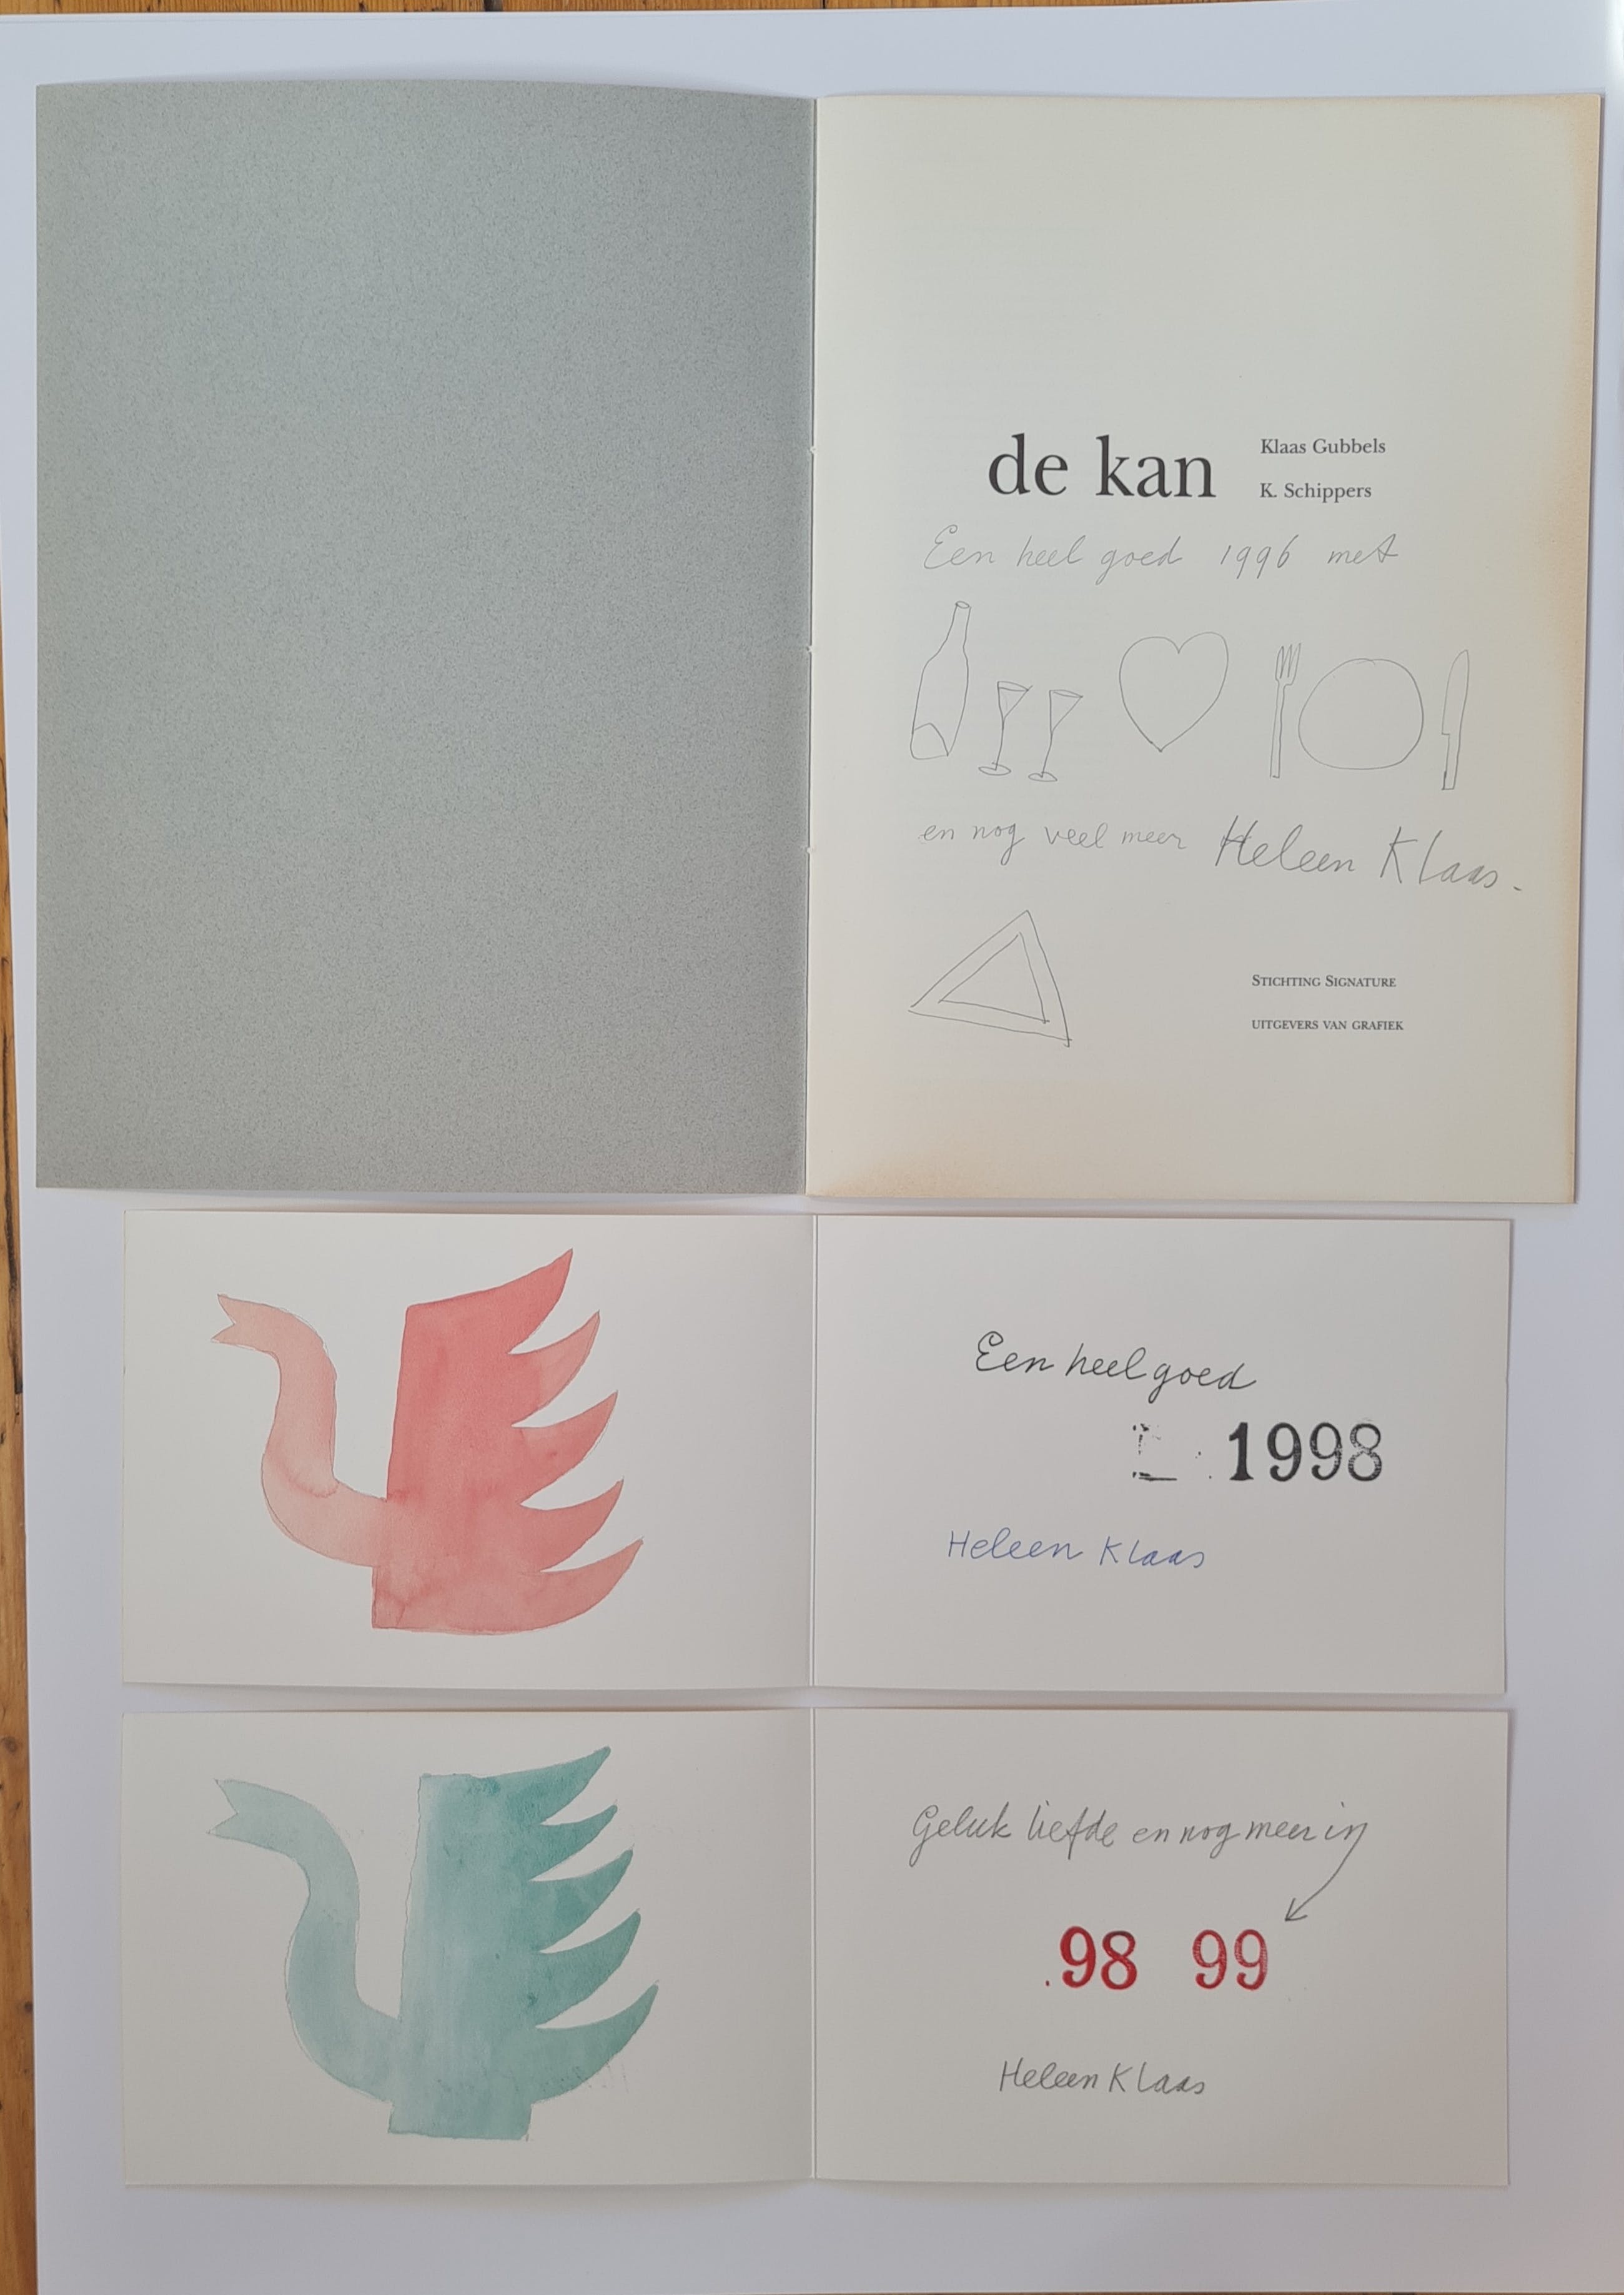 de kan
Klaas Gubbels
K. Schippers
Een heel goed 1996 met
en nog veel meer Heleen Klaas.
STICHTING SIGNATURE
UITGEVERS VAN GRAFIEK
Een heel goed
1998
Heleen Klaas
Geluk liefde en nog meer in
.98 99
Heleen Klaas